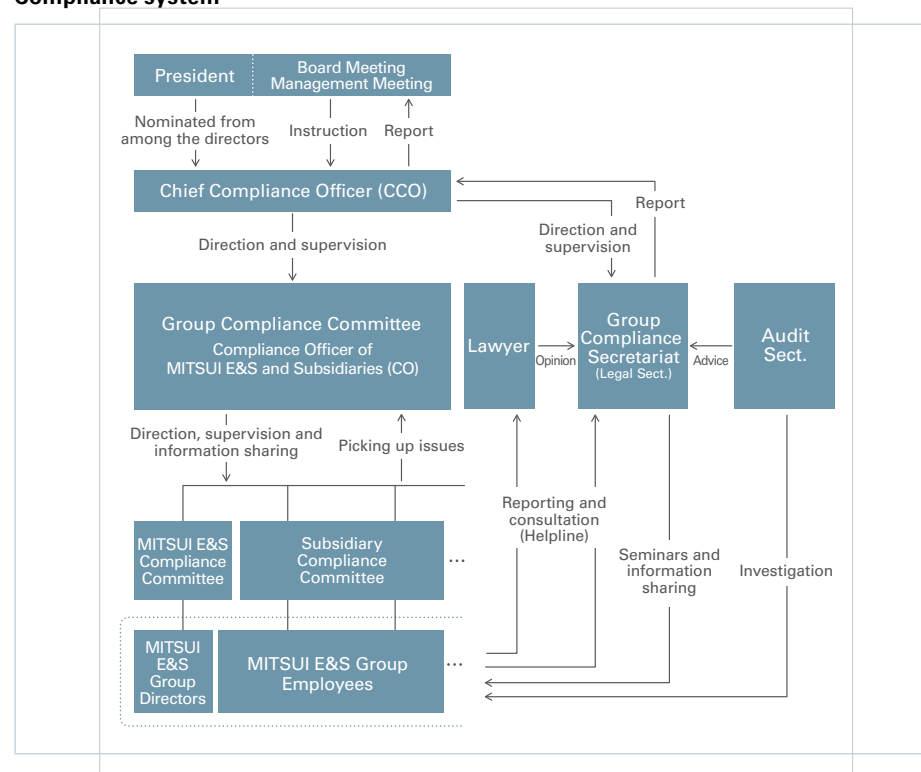 Compliance system
President
Board Meeting
Management Meeting
Nominated from
among the directors
Instruction
Report
Chief Compliance Officer (CCO)
Report
Direction and supervision
Direction and
supervision
Group Compliance Committee
Compliance Officer of
MITSUI E&S and Subsidiaries (CO)
Lawyer
Opinion
Group
Compliance
Secretariat
(Legal Sect.)
Advice
Audit
Sect.
Direction, supervision and
information sharing
Picking up issues
Reporting and
consultation
(Helpline)
Seminars and
information
sharing
Investigation
MITSUI E&S
Compliance
Committee
Subsidiary
Compliance
Committee
...
MITSUI
E&S
Group
Directors
MITSUI E&S Group
Employees
...